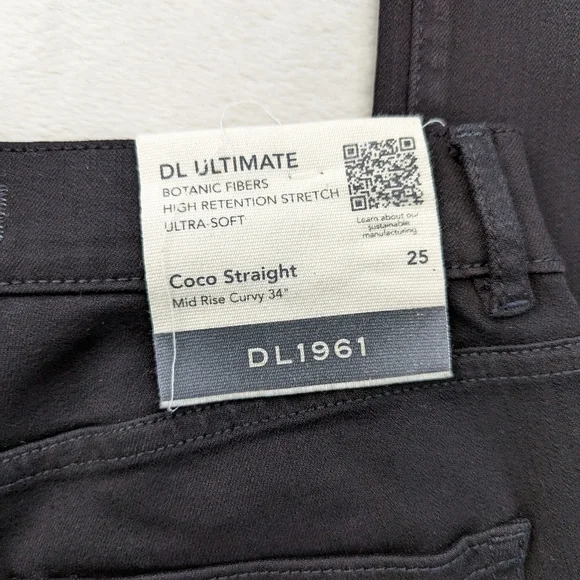 DL ULTIMATE
BOTANIC FIBERS
HIGH RETENTION STRETCH
ULTRA-SOFT
Learn about our
sustainable
manufacturing
25
Coco Straight
Mid Rise Curvy 34"
DL1961